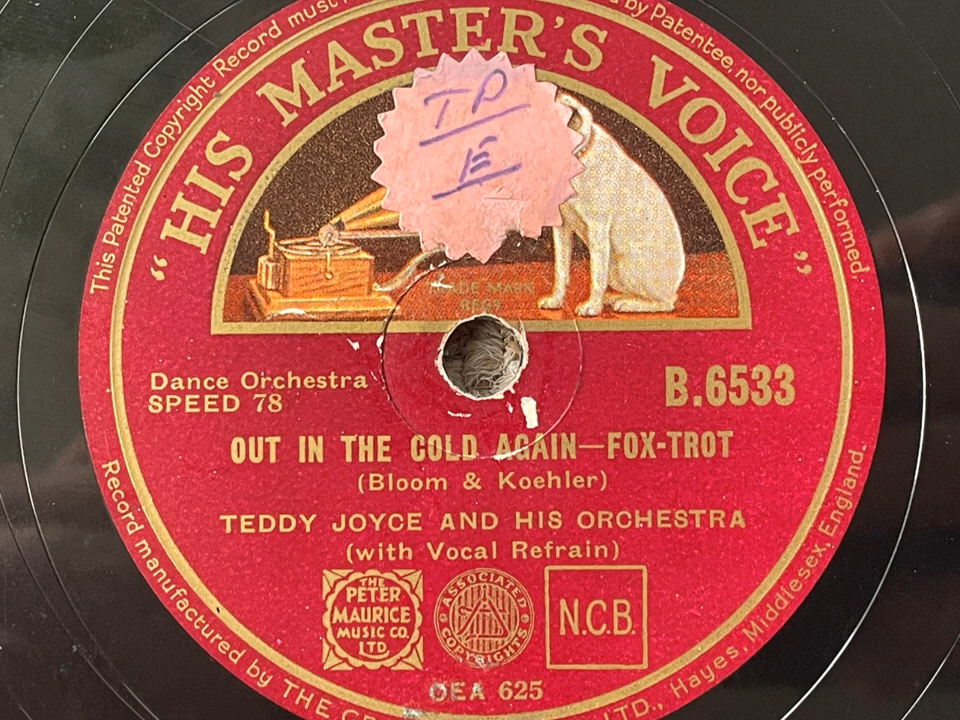 This Patented Copyright Record must n
d by Patentee, nor publicly performed.
"HIS MASTER'S VOICE"
TP
E
TRADE MARK
REGD.
Dance Orchestra
SPEED 78
B.6533
OUT IN THE COLD AGAIN—FOX-TROT
(Bloom & Koehler)
TEDDY JOYCE AND HIS ORCHESTRA
(with Vocal Refrain)
THE
PETER
MAURICE
MUSIC CO.
LTD.
ASSOCIATED
COPYRIGHTS
N.C.B.
OEA 625
Record manufactured by THE GR
LTD., Hayes, Middlesex, England.